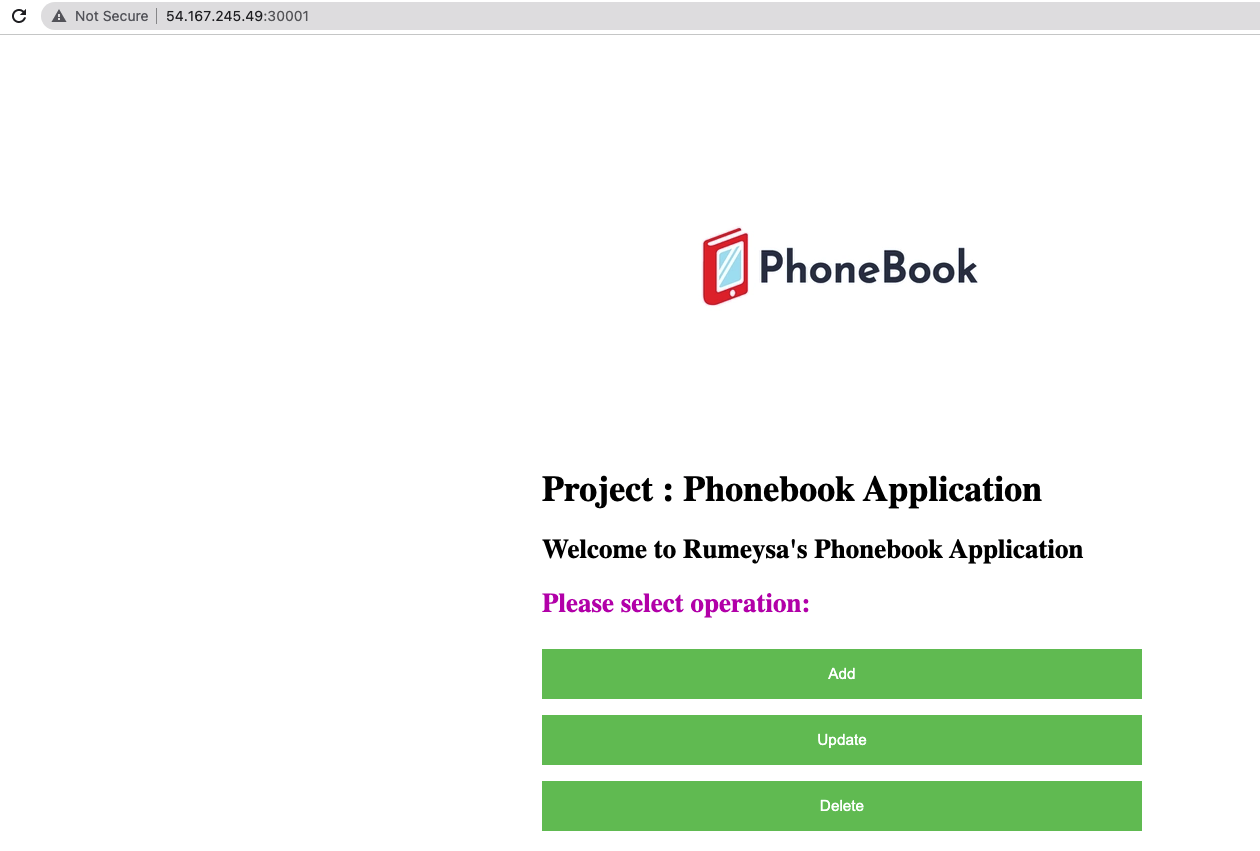 Not Secure | 54.167.245.49:30001
PhoneBook
Project : Phonebook Application
Welcome to Rumeysa's Phonebook Application
Please select operation:
Add
Update
Delete